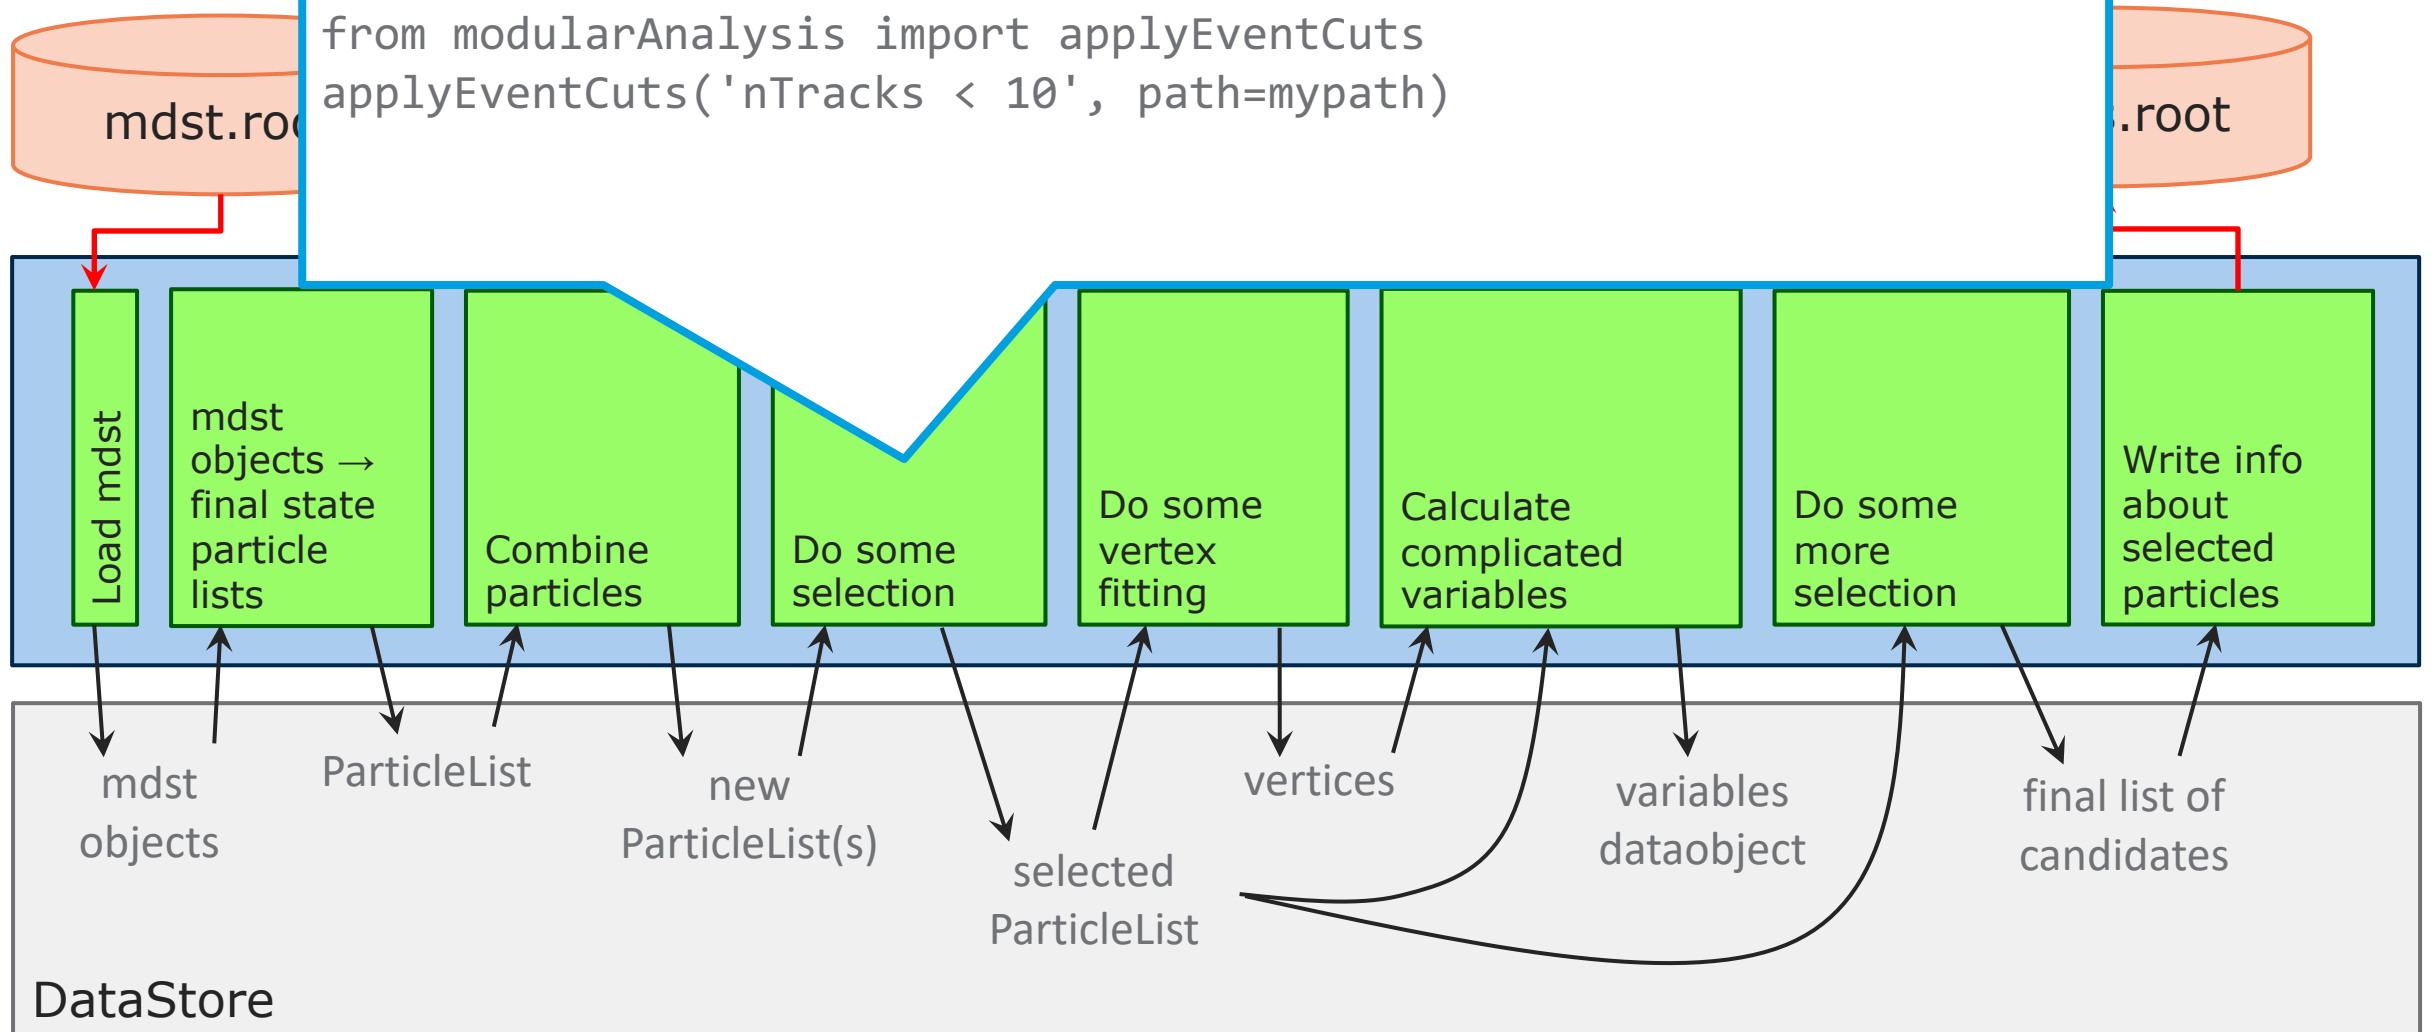 from modularAnalysis import applyEventCuts
applyEventCuts('nTracks < 10', path=mypath)
.root
Load mdst
mdst
objects →
final state
particle
lists
Combine
particles
Do some
selection
Do some
vertex
fitting
Calculate
complicated
variables
Do some
more
selection
Write info
about
selected
particles
mdst
objects
ParticleList
new
ParticleList(s)
selected
ParticleList
vertices
variables
dataobject
final list of
candidates
DataStore